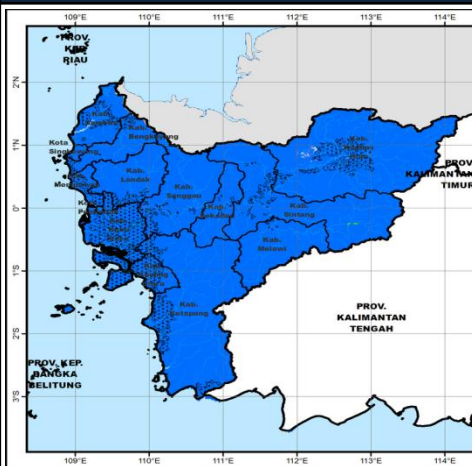 109°E
110°E
111°E
112°E
113°E
114°E
PROV.
KEP.
RIAU
2°N
Kab.
Kab.
Bengkayang
Kota
1°N
Kab.
Landak
Kab.
Sanggau
Kab.
PROV.
KALIMANTAN
TIMUR
0°
Kab.
Sintang
Kab.
Melawi
1°S
Kab.
Ketapang
PROV.
KALIMANTAN
TENGAH
2°S
PROV. KEP.
BANGKA
BELITUNG
3°S
109°E
110°E
111°E
112°E
113°E
114°E